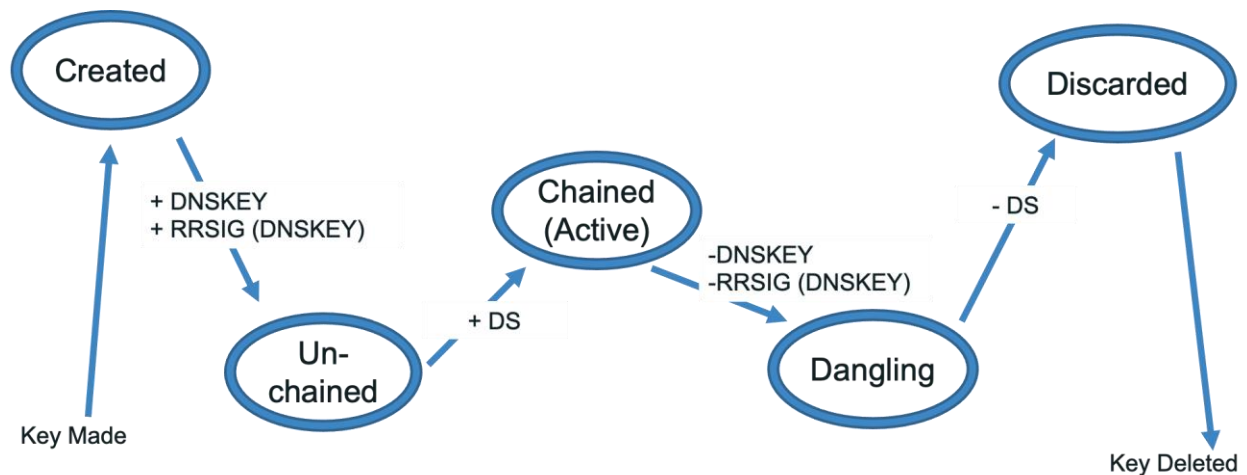 Created
Discarded
+ DNSKEY
+ RRSIG (DNSKEY)
Chained
(Active)
- DS
-DNSKEY
-RRSIG (DNSKEY)
+ DS
Un-
chained
Dangling
Key Made
Key Deleted